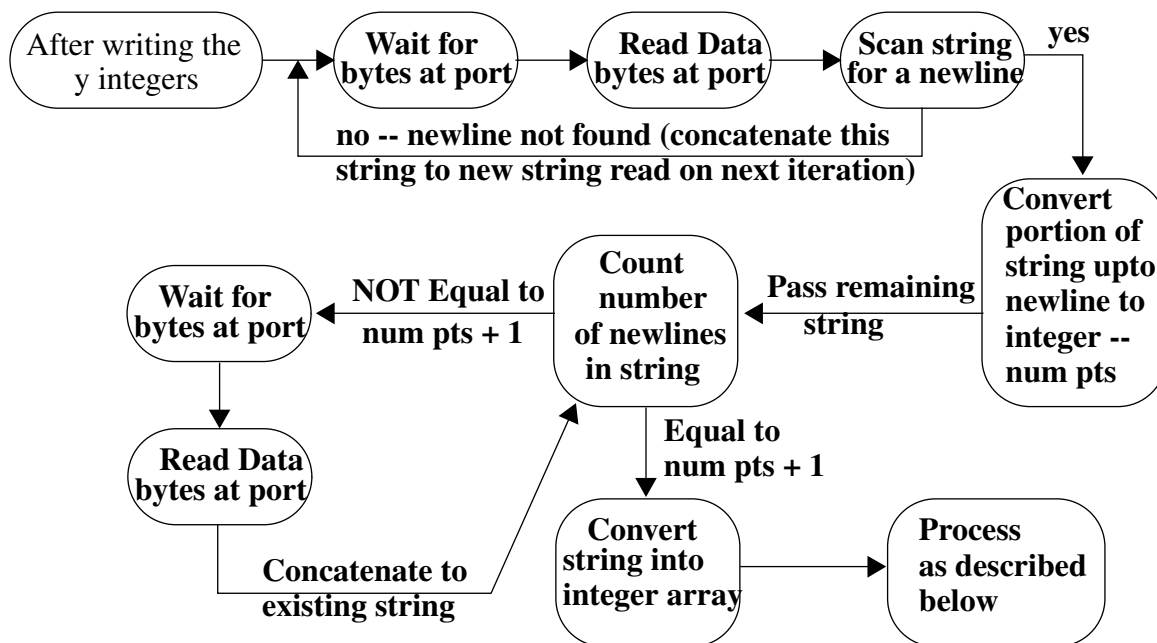 After writing the
y integers
Wait for
bytes at port
Read Data
bytes at port
Scan string
for a newline
yes
no -- newline not found (concatenate this
string to new string read on next iteration)
Convert
portion of
string upto
newline to
integer --
num pts
Pass remaining
string
Count
number
of newlines
in string
NOT Equal to
num pts + 1
Wait for
bytes at port
Read Data
bytes at port
Concatenate to
existing string
Equal to
num pts + 1
Convert
string into
integer array
Process
as described
below